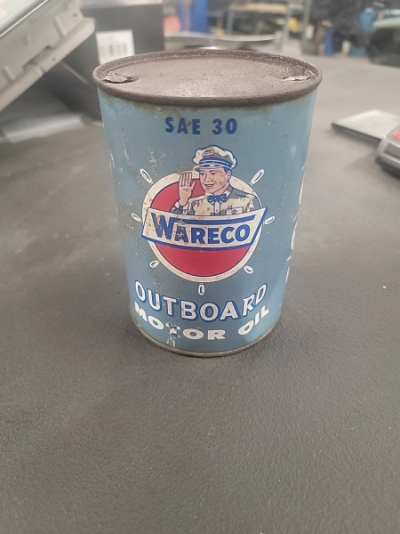 SAE 30
WARECO
OUTBOARD
MOTOR OIL